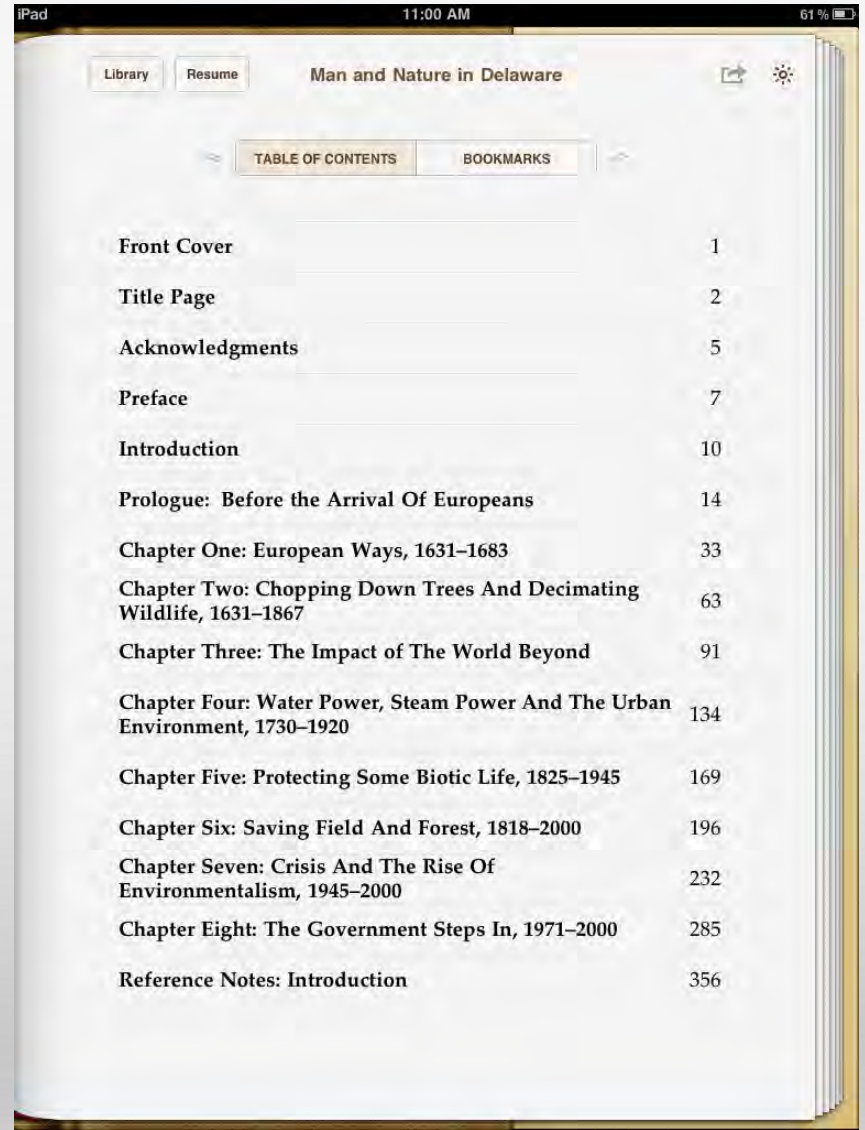 iPad 11:00 AM 61 %
Library Resume Man and Nature in Delaware
TABLE OF CONTENTS BOOKMARKS
Front Cover 1
Title Page 2
Acknowledgments 5
Preface 7
Introduction 10
Prologue: Before the Arrival Of Europeans 14
Chapter One: European Ways, 1631–1683 33
Chapter Two: Chopping Down Trees And Decimating
Wildlife, 1631–1867 63
Chapter Three: The Impact of The World Beyond 91
Chapter Four: Water Power, Steam Power And The Urban
Environment, 1730–1920 134
Chapter Five: Protecting Some Biotic Life, 1825–1945 169
Chapter Six: Saving Field And Forest, 1818–2000 196
Chapter Seven: Crisis And The Rise Of
Environmentalism, 1945–2000 232
Chapter Eight: The Government Steps In, 1971–2000 285
Reference Notes: Introduction 356